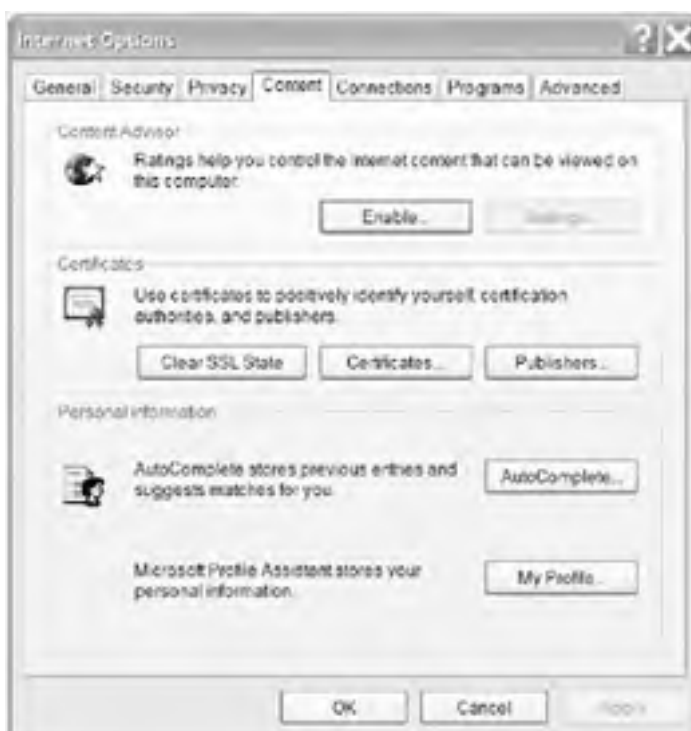 Internet Options
General Security Privacy Content Connections Programs Advanced
Content Advisor
Ratings help you control the Internet content that can be viewed on
this computer.
Enable... Settings...
Certificates
Use certificates to positively identify yourself, certification
authorities, and publishers.
Clear SSL State Certificates... Publishers...
Personal information
AutoComplete stores previous entries and
suggests matches for you.
AutoComplete...
Microsoft Profile Assistant stores your
personal information.
My Profile...
OK Cancel Apply